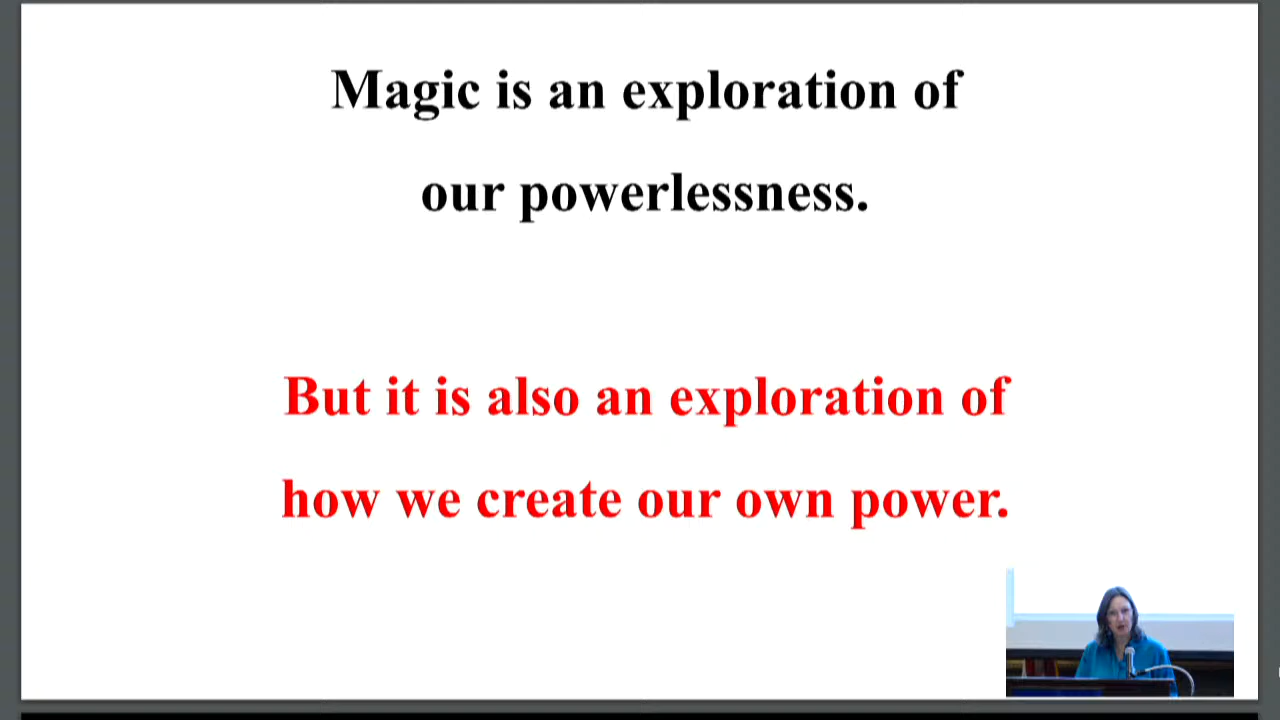 Magic is an exploration of
our powerlessness.
But it is also an exploration of
how we create our own power.